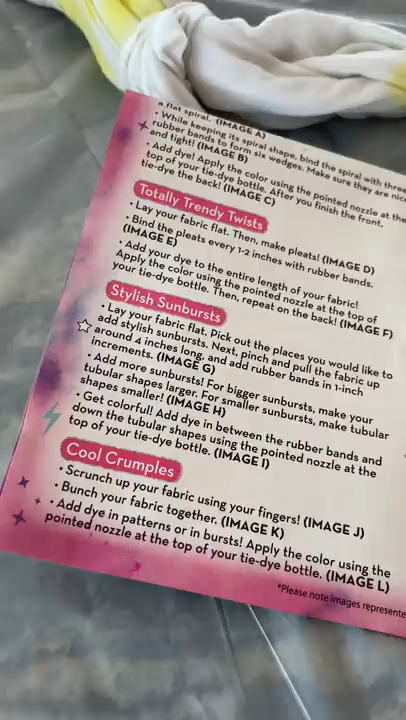 a flat spiral. (IMAGE A)
• While keeping its spiral shape, bind the spiral with three
rubber bands to form six wedges. Make sure they are nice
and tight! (IMAGE B)
• Add dye! Apply the color using the pointed nozzle at the
top of your tie-dye bottle. After you finish the front,
tie-dye the back! (IMAGE C)
Totally Trendy Twists
• Lay your fabric flat. Then, make pleats! (IMAGE D)
• Bind the pleats every 1-2 inches with rubber bands.
(IMAGE E)
• Add your dye to the entire length of your fabric!
Apply the color using the pointed nozzle at the top of
your tie-dye bottle. Then, repeat on the back! (IMAGE F)
Stylish Sunbursts
• Lay your fabric flat. Pick out the places you would like to
add stylish sunbursts. Next, pinch and pull the fabric up
around 4 inches long, and add rubber bands in 1-inch
increments. (IMAGE G)
• Add more sunbursts! For bigger sunbursts, make your
tubular shapes larger. For smaller sunbursts, make tubular
shapes smaller! (IMAGE H)
• Get colorful! Add dye in between the rubber bands and
down the tubular shapes using the pointed nozzle at the
top of your tie-dye bottle. (IMAGE I)
Cool Crumples
• Scrunch up your fabric using your fingers! (IMAGE J)
• Bunch your fabric together. (IMAGE K)
• Add dye in patterns or in bursts! Apply the color using the
pointed nozzle at the top of your tie-dye bottle. (IMAGE L)
*Please note images represente